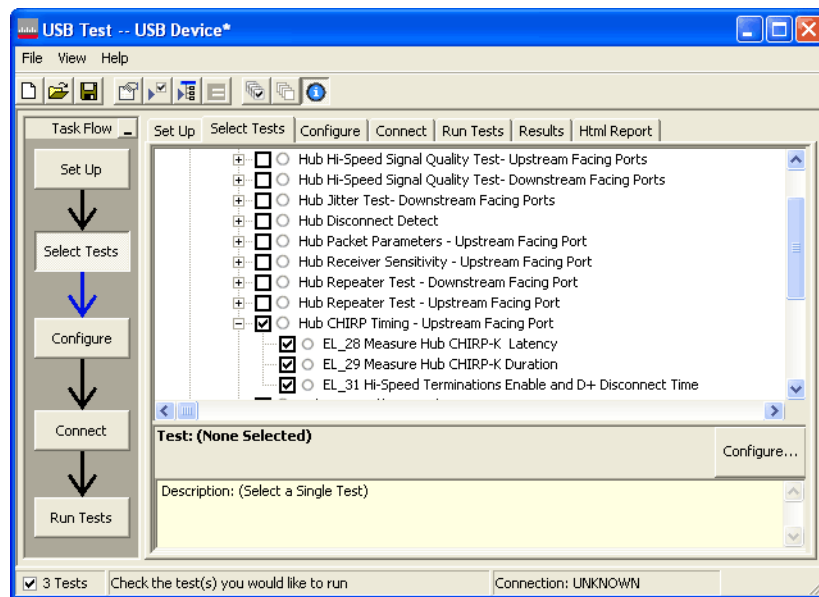 USB Test -- USB Device*
File View Help
Task Flow
Set Up
Select Tests
Configure
Connect
Run Tests
Set Up Select Tests Configure Connect Run Tests Results Html Report
Hub Hi-Speed Signal Quality Test- Upstream Facing Ports
Hub Hi-Speed Signal Quality Test- Downstream Facing Ports
Hub Jitter Test- Downstream Facing Ports
Hub Disconnect Detect
Hub Packet Parameters - Upstream Facing Port
Hub Receiver Sensitivity - Upstream Facing Port
Hub Repeater Test - Downstream Facing Port
Hub Repeater Test - Upstream Facing Port
Hub CHIRP Timing - Upstream Facing Port
EL_28 Measure Hub CHIRP-K Latency
EL_29 Measure Hub CHIRP-K Duration
EL_31 Hi-Speed Terminations Enable and D+ Disconnect Time
Test: (None Selected)
Configure...
Description: (Select a Single Test)
3 Tests Check the test(s) you would like to run Connection: UNKNOWN